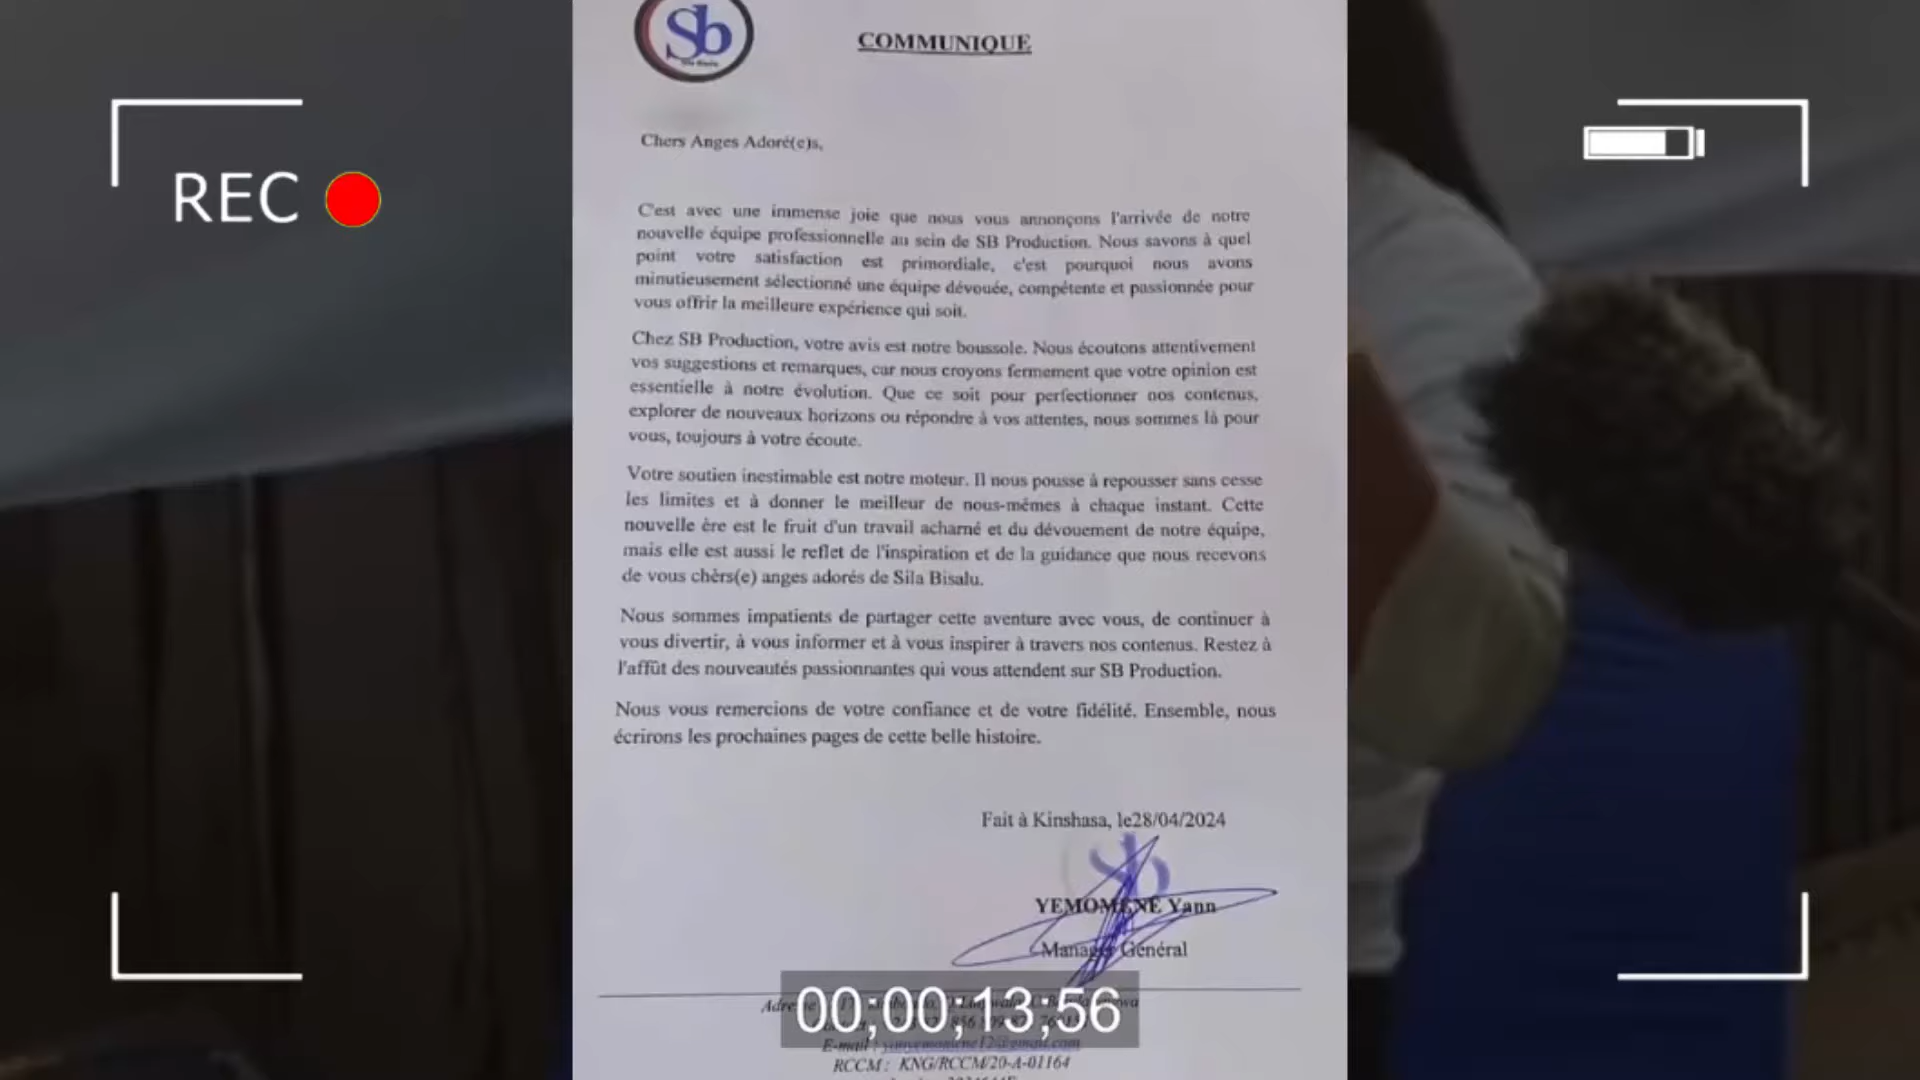 Sb
COMMUNIQUE
REC
Chers Anges Adoré(e)s,
C'est avec une immense joie que nous vous annonçons l'arrivée de notre
nouvelle équipe professionnelle au sein de SB Production. Nous savons à quel
point votre satisfaction est primordiale, c'est pourquoi nous avons
minutieusement sélectionné une équipe dévouée, compétente et passionnée pour
vous offrir la meilleure expérience qui soit.
Chez SB Production, votre avis est notre boussole. Nous écoutons attentivement
vos suggestions et remarques, car nous croyons fermement que votre opinion est
essentielle à notre évolution. Que ce soit pour perfectionner nos contenus,
explorer de nouveaux horizons ou répondre à vos attentes, nous sommes là pour
vous, toujours à votre écoute.
Votre soutien inestimable est notre moteur. Il nous pousse à repousser sans cesse
les limites et à donner le meilleur de nous-mêmes à chaque instant. Cette
nouvelle ère est le fruit d'un travail acharné et du dévouement de notre équipe,
mais elle est aussi le reflet de l'inspiration et de la guidance que nous recevons
de vous chèrs(e) anges adorés de Sila Bisalu.
Nous sommes impatients de partager cette aventure avec vous, de continuer à
vous divertir, à vous informer et à vous inspirer à travers nos contenus. Restez à
l'affût des nouveautés passionnantes qui vous attendent sur SB Production.
Nous vous remercions de votre confiance et de votre fidélité. Ensemble, nous
écrirons les prochaines pages de cette belle histoire.
Fait à Kinshasa, le28/04/2024
Sb
YEMOMENE Yann
Manager Général
00,00,13;56
E-mail :
RCCM : KNG/RCCM/20-A-01164